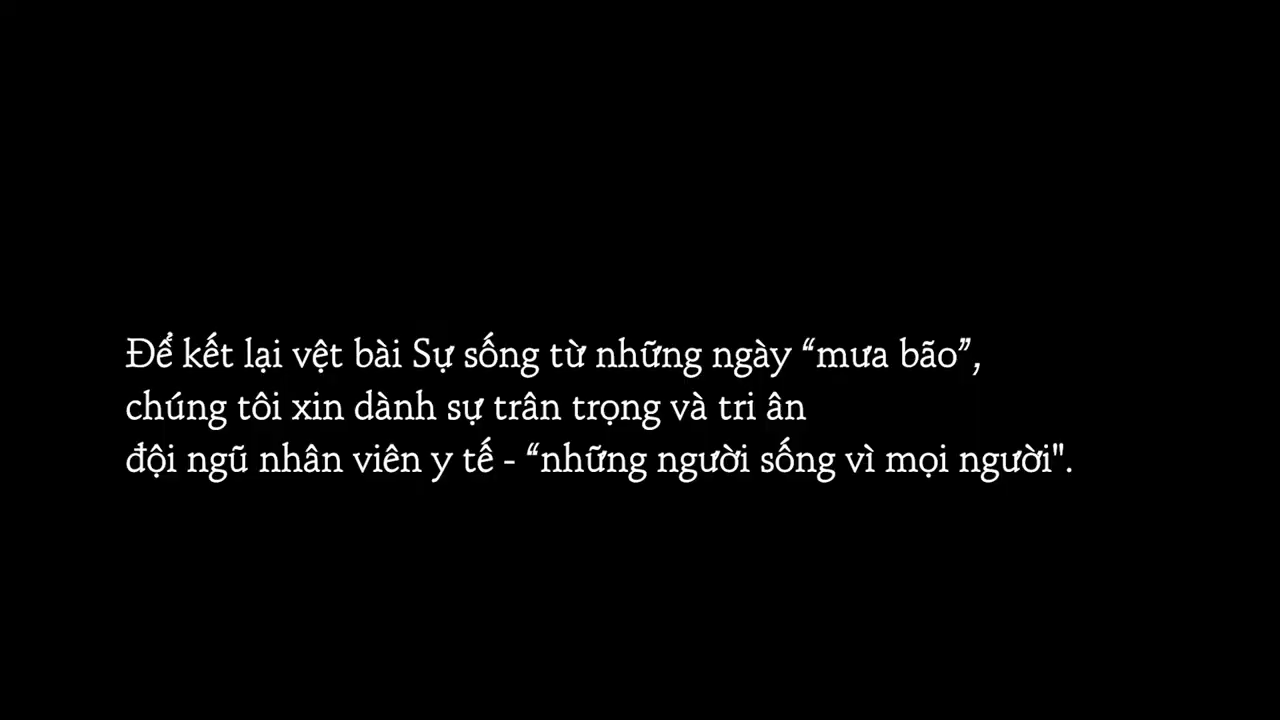 Để kết lại vệt bài Sự sống từ những ngày “mưa bão”,
chúng tôi xin dành sự trân trọng và tri ân
đội ngũ nhân viên y tế - “những người sống vì mọi người".